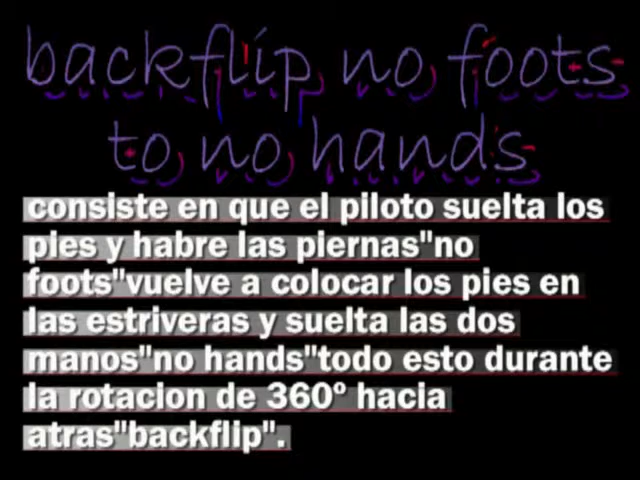 backflip no foots
to no hands
consiste en que el piloto suelta los
pies y habre las piernas"no
foots"vuelve a colocar los pies en
las estriveras y suelta las dos
manos"no hands"todo esto durante
la rotacion de 360º hacia
atras"backflip".